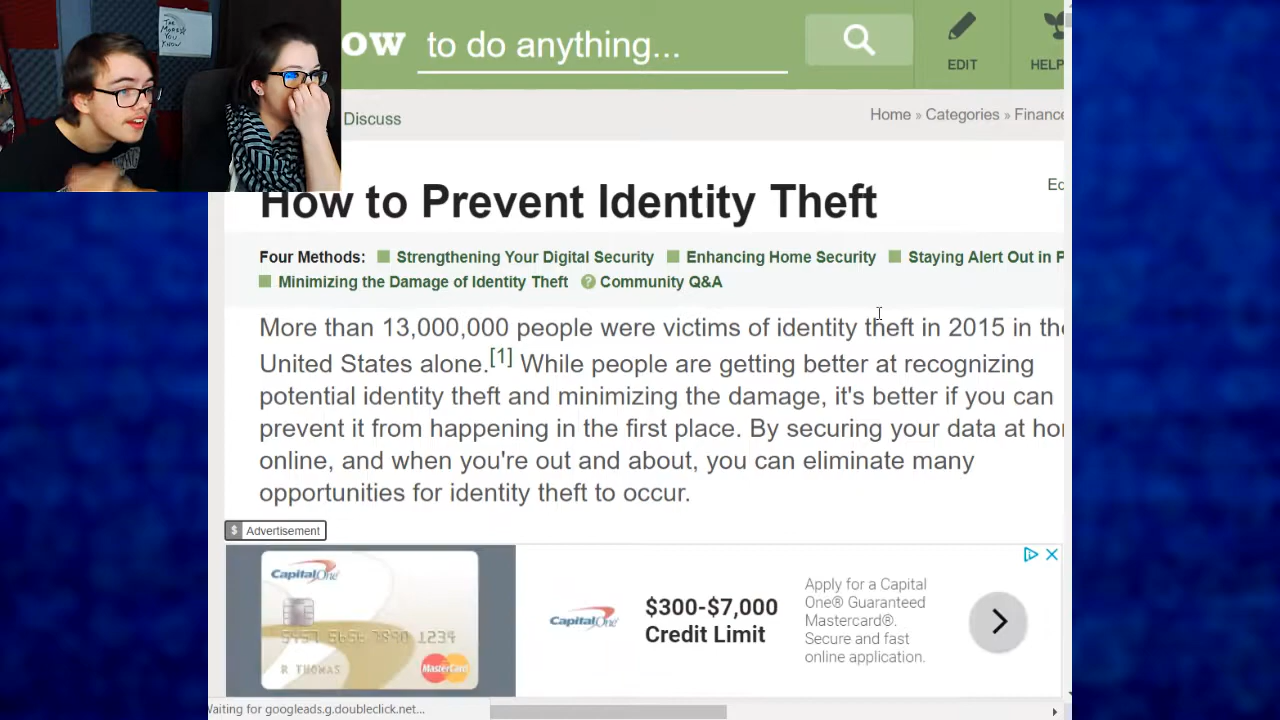 THE
MORE
YOU
KNOW
ow to do anything...
EDIT
HELP
Discuss
Home » Categories » Finance
How to Prevent Identity Theft
Four Methods: Strengthening Your Digital Security Enhancing Home Security Staying Alert Out in P
Minimizing the Damage of Identity Theft ? Community Q&A
More than 13,000,000 people were victims of identity theft in 2015 in the
United States alone.[1] While people are getting better at recognizing
potential identity theft and minimizing the damage, it's better if you can
prevent it from happening in the first place. By securing your data at ho
online, and when you're out and about, you can eliminate many
opportunities for identity theft to occur.
$ Advertisement
Capital One
5457 5656 7890 1234
R THOMAS
MasterCard
Capital One
$300-$7,000
Credit Limit
Apply for a Capital
One® Guaranteed
Mastercard®.
Secure and fast
online application.
Waiting for googleads.g.doubleclick.net...